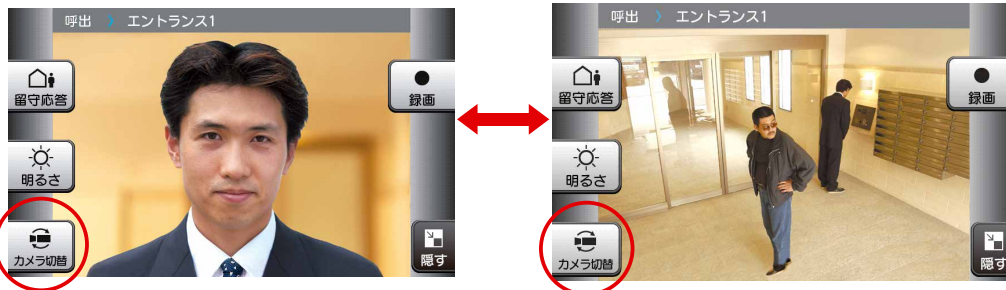 呼出 > エントランス1
留守応答
録画
明るさ
カメラ切替
隠す
呼出 > エントランス1
留守応答
録画
明るさ
カメラ切替
隠す